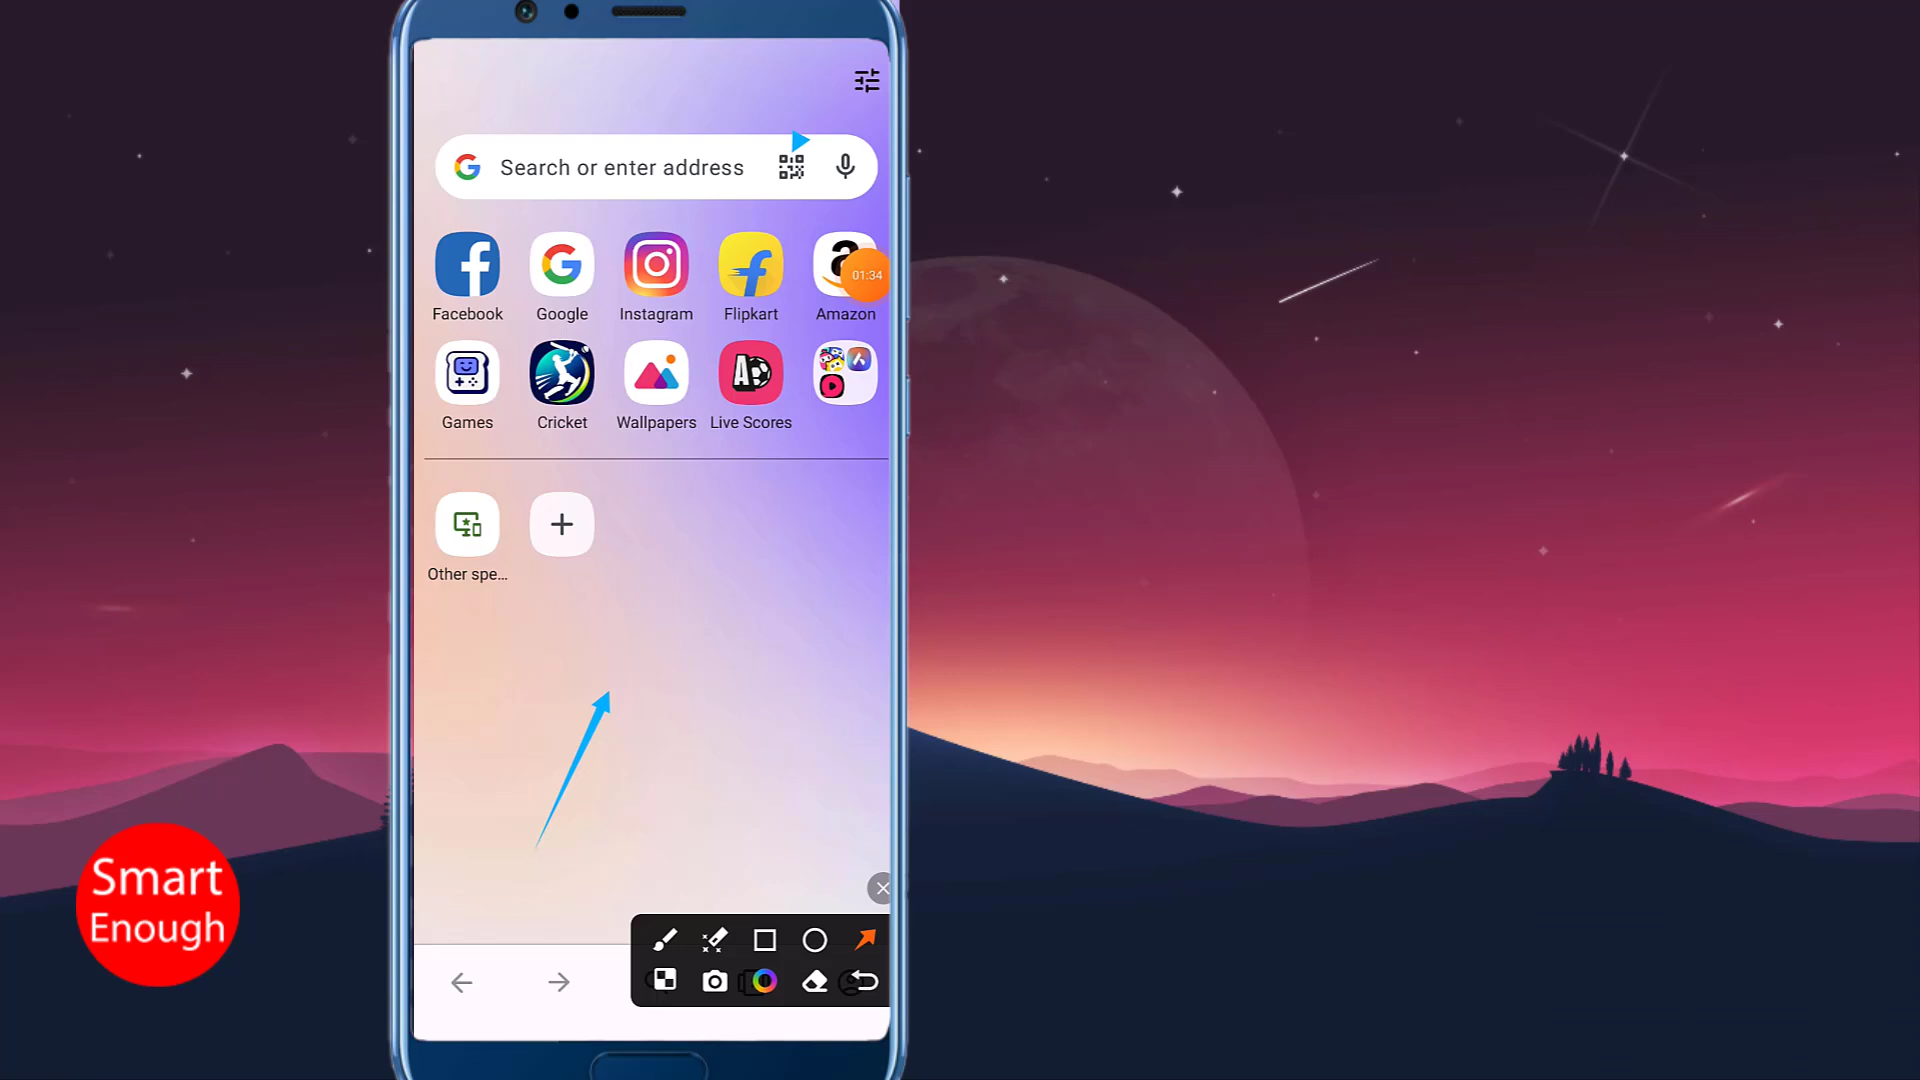 Search or enter address
01:34
Facebook
Google
Instagram
Flipkart
Amazon
Games
Cricket
Wallpapers
Live Scores
Other spe...
Smart
Enough